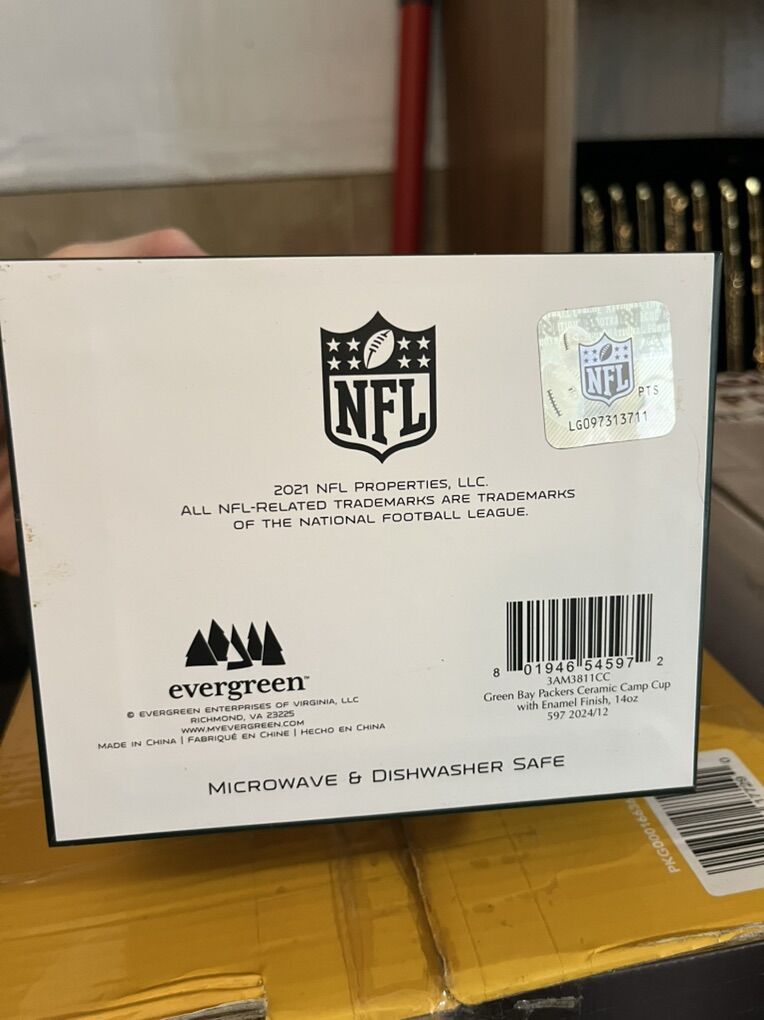 NFL
NFL
PTS
LG097313711
2021 NFL PROPERTIES, LLC.
ALL NFL-RELATED TRADEMARKS ARE TRADEMARKS
OF THE NATIONAL FOOTBALL LEAGUE.
evergreen™
© EVERGREEN ENTERPRISES OF VIRGINIA, LLC
RICHMOND, VA 23225
WWW.MYEVERGREEN.COM
MADE IN CHINA | FABRIQUÉ EN CHINE | HECHO EN CHINA
8 01946 54597 2
3AM3811CC
Green Bay Packers Ceramic Camp Cup
with Enamel Finish, 14oz
597 2024/12
MICROWAVE & DISHWASHER SAFE